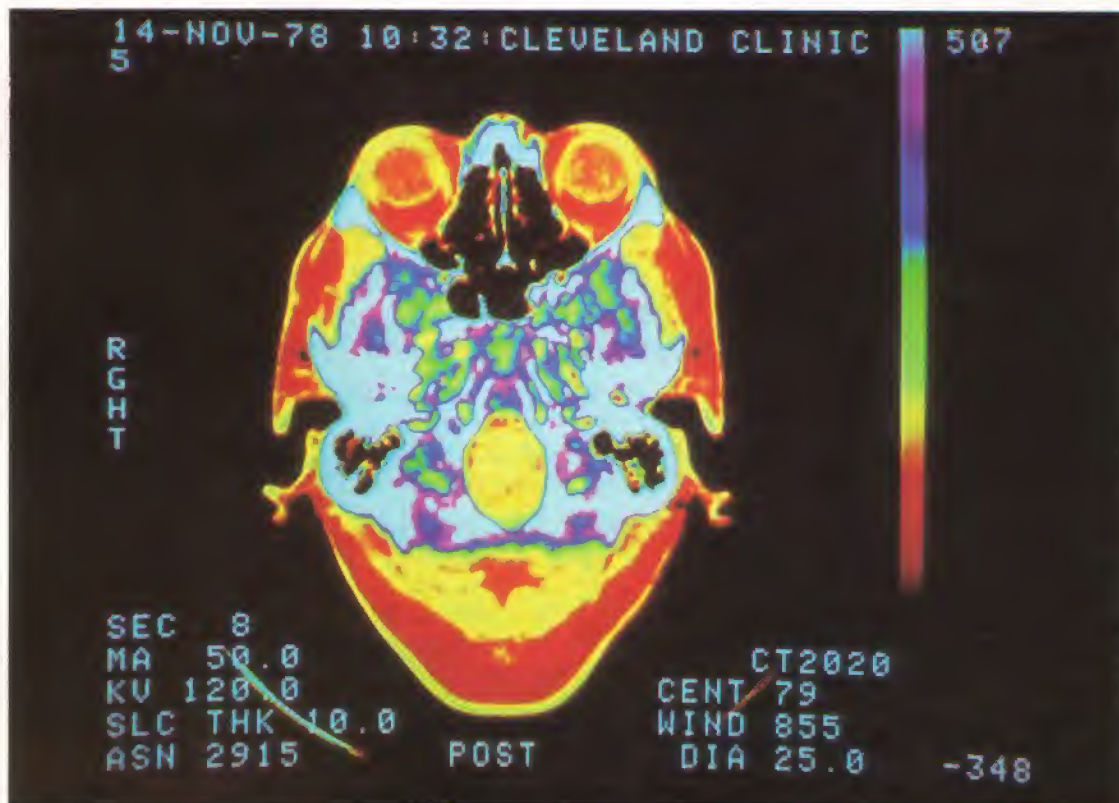 14-NOV-78 10:32:CLEVELAND CLINIC 507
5
RGHT
SEC 8
MA 50.0
KV 120.0
SLC THK 10.0
ASN 2915
POST
CT2020
CENT 79
WIND 855
DIA 25.0
-348